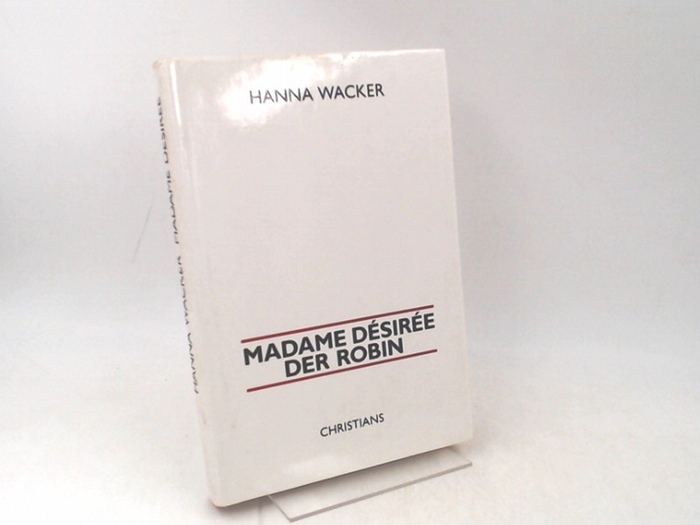 HANNA WACKER
MADAME DÉSIRÉE
DER ROBIN
CHRISTIANS
HANNA WACKER MADAME DÉSIRÉE